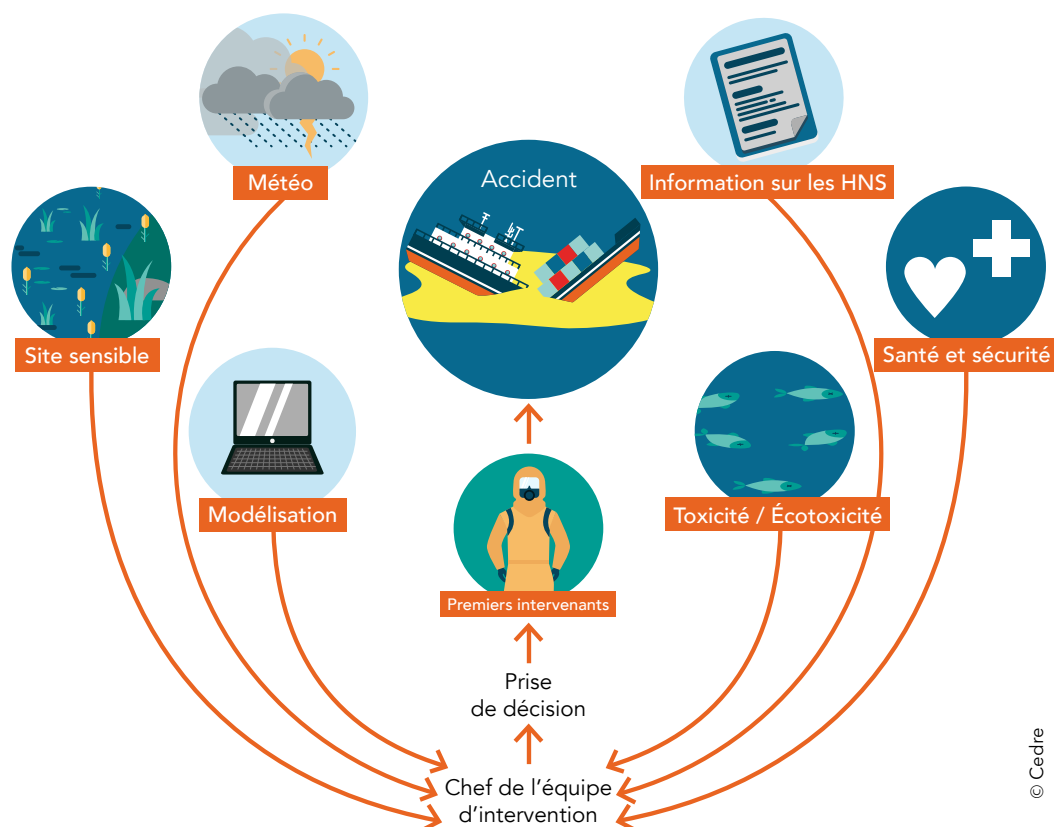 Accident
Météo
Information sur les HNS
Site sensible
Santé et sécurité
Modélisation
Toxicité / Écotoxicité
Premiers intervenants
Prise
de décision
Chef de l'équipe
d'intervention
© Cedre